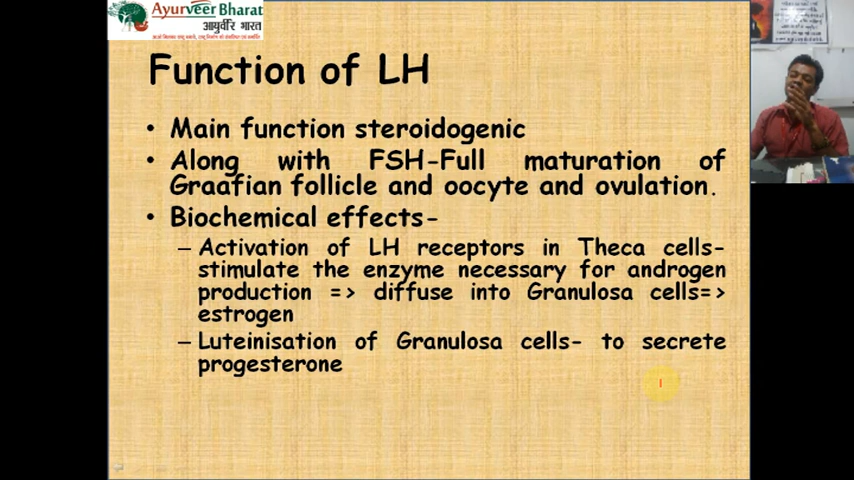 Ayurveer Bharat
आयुर्वीर भारत
Function of LH
• Main function steroidogenic
• Along with FSH-Full maturation of
Graafian follicle and oocyte and ovulation.
• Biochemical effects-
– Activation of LH receptors in Theca cells-
stimulate the enzyme necessary for androgen
production => diffuse into Granulosa cells=>
estrogen
– Luteinisation of Granulosa cells- to secrete
progesterone